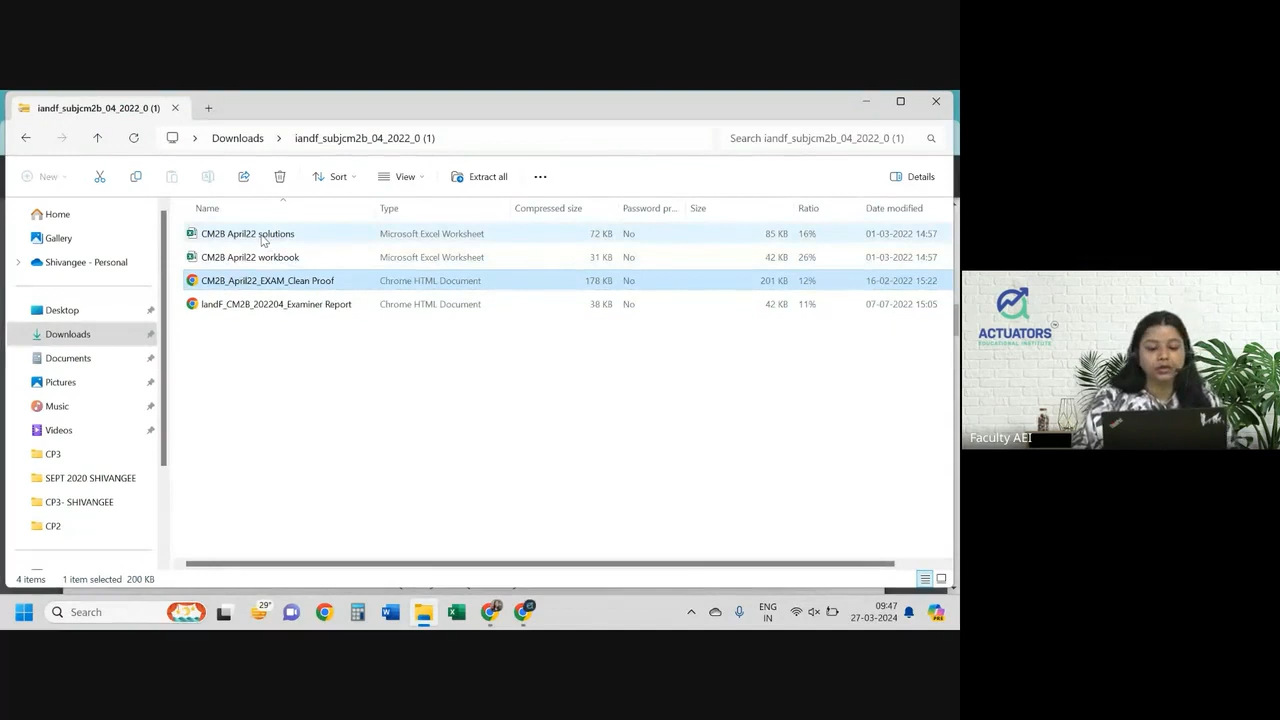 iandf_subjcm2b_04_2022_0 (1)
Downloads
iandf_subjcm2b_04_2022_0 (1)
Search iandf_subjcm2b_04_2022_0 (1)
New
Sort
View
Extract all
Details
Name Type Compressed size Password pr... Size Ratio Date modified
CM2B April22 solutions Microsoft Excel Worksheet 72 KB No 85 KB 16% 01-03-2022 14:57
CM2B April22 workbook Microsoft Excel Worksheet 31 KB No 42 KB 26% 01-03-2022 14:57
CM2B_April22_EXAM_Clean Proof Chrome HTML Document 178 KB No 201 KB 12% 16-02-2022 15:22
IandF_CM2B_202204_Examiner Report Chrome HTML Document 38 KB No 42 KB 11% 07-07-2022 15:05
Home
Gallery
Shivangee - Personal
Desktop
Downloads
Documents
Pictures
Music
Videos
CP3
SEPT 2020 SHIVANGEE
CP3- SHIVANGEE
CP2
4 items 1 item selected 200 KB
Search
29°
ENG
IN
09:47
27-03-2024
ACTUATORS
EDUCATIONAL INSTITUTE
Faculty AEI